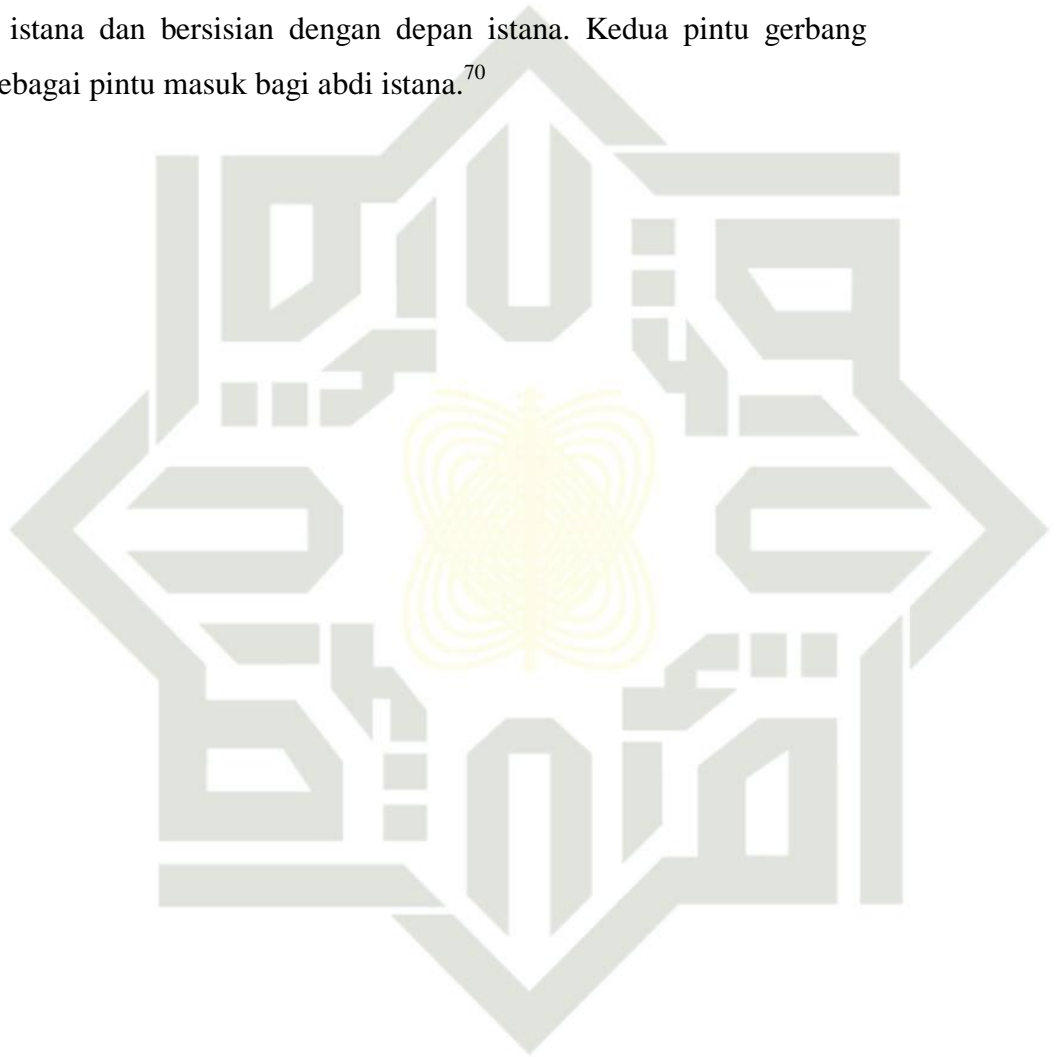 istana dan bersisian dengan depan istana. Kedua pintu gerbang
ebagai pintu masuk bagi abdi istana.70